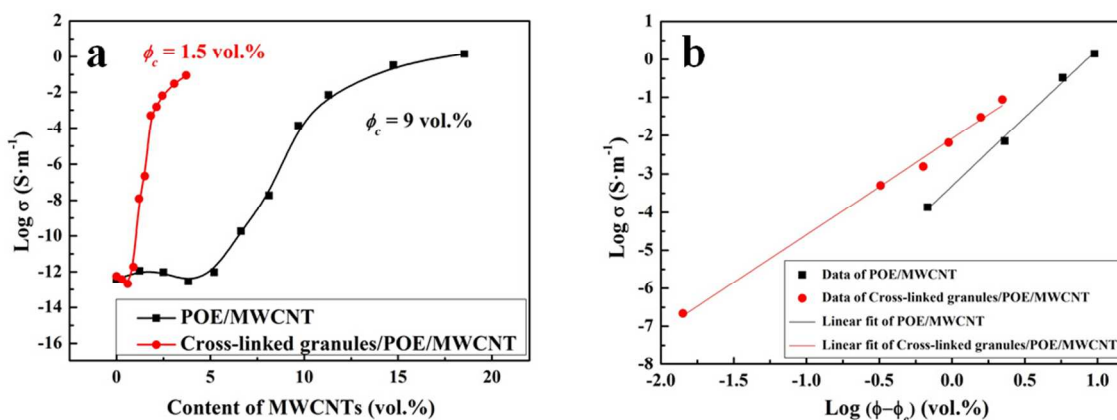 a
ϕc = 1.5 vol.%
ϕc = 9 vol.%
2
0
-2
-4
-6
-8
-10
-12
-14
-16
Log σ (S·m⁻¹)
POE/MWCNT
Cross-linked granules/POE/MWCNT
0 5 10 15 20
Content of MWCNTs (vol.%)
b
1
0
-1
-2
-3
-4
-5
-6
-7
-8
Log σ (S·m⁻¹)
Data of POE/MWCNT
Data of Cross-linked granules/POE/MWCNT
Linear fit of POE/MWCNT
Linear fit of Cross-linked granules/POE/MWCNT
-2.0 -1.5 -1.0 -0.5 0.0 0.5 1.0
Log (ϕ−ϕc) (vol.%)